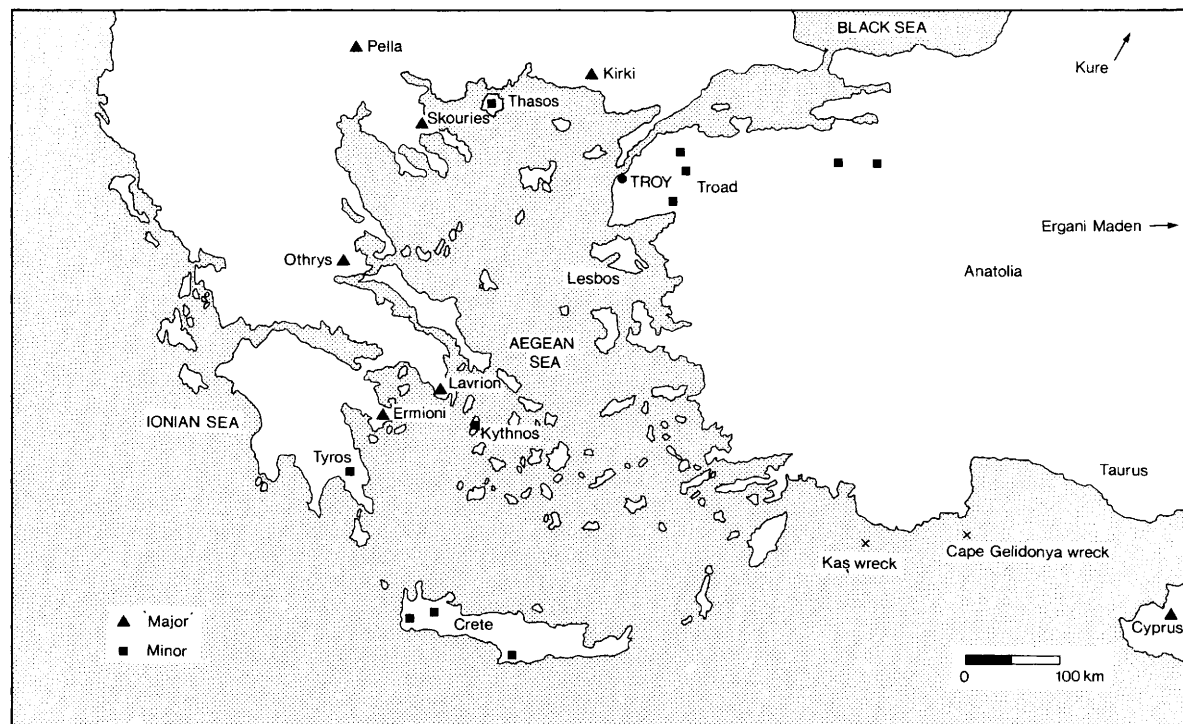 BLACK SEA
Pella
Kirki
Kure
Thasos
Skouries
TROY
Troad
Ergani Maden
Othrys
Lesbos
Anatolia
AEGEAN
SEA
Lavrion
Ermioni
IONIAN SEA
Kythnos
Tyros
Taurus
Kaş wreck
Cape Gelidonya wreck
Crete
Cyprus
'Major'
Minor
0 100 km